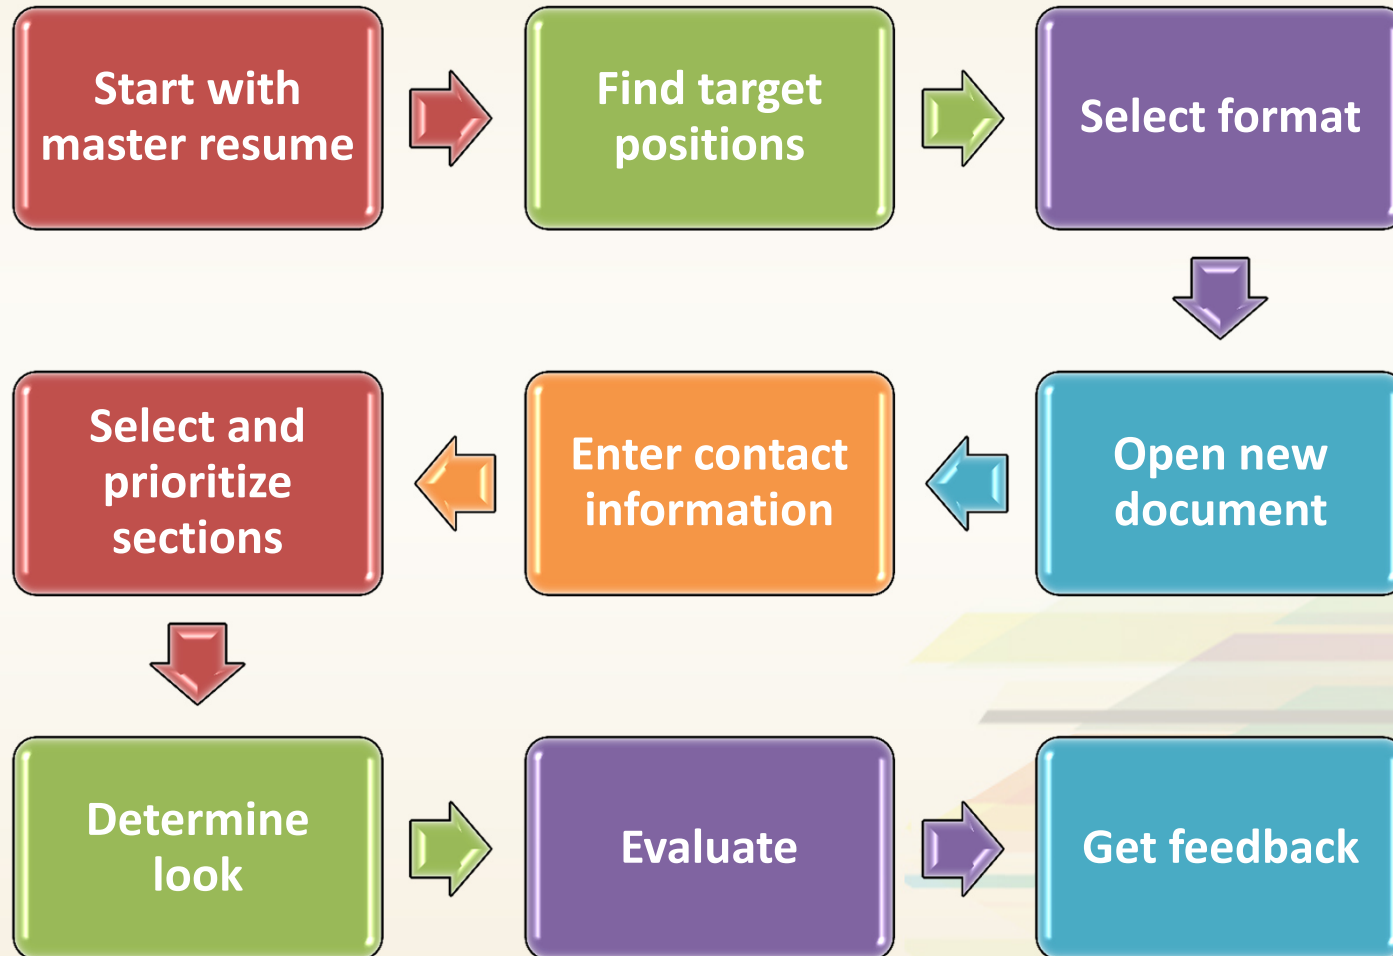 Start with
master resume
Find target
positions
Select format
Open new
document
Enter contact
information
Select and
prioritize
sections
Determine
look
Evaluate
Get feedback